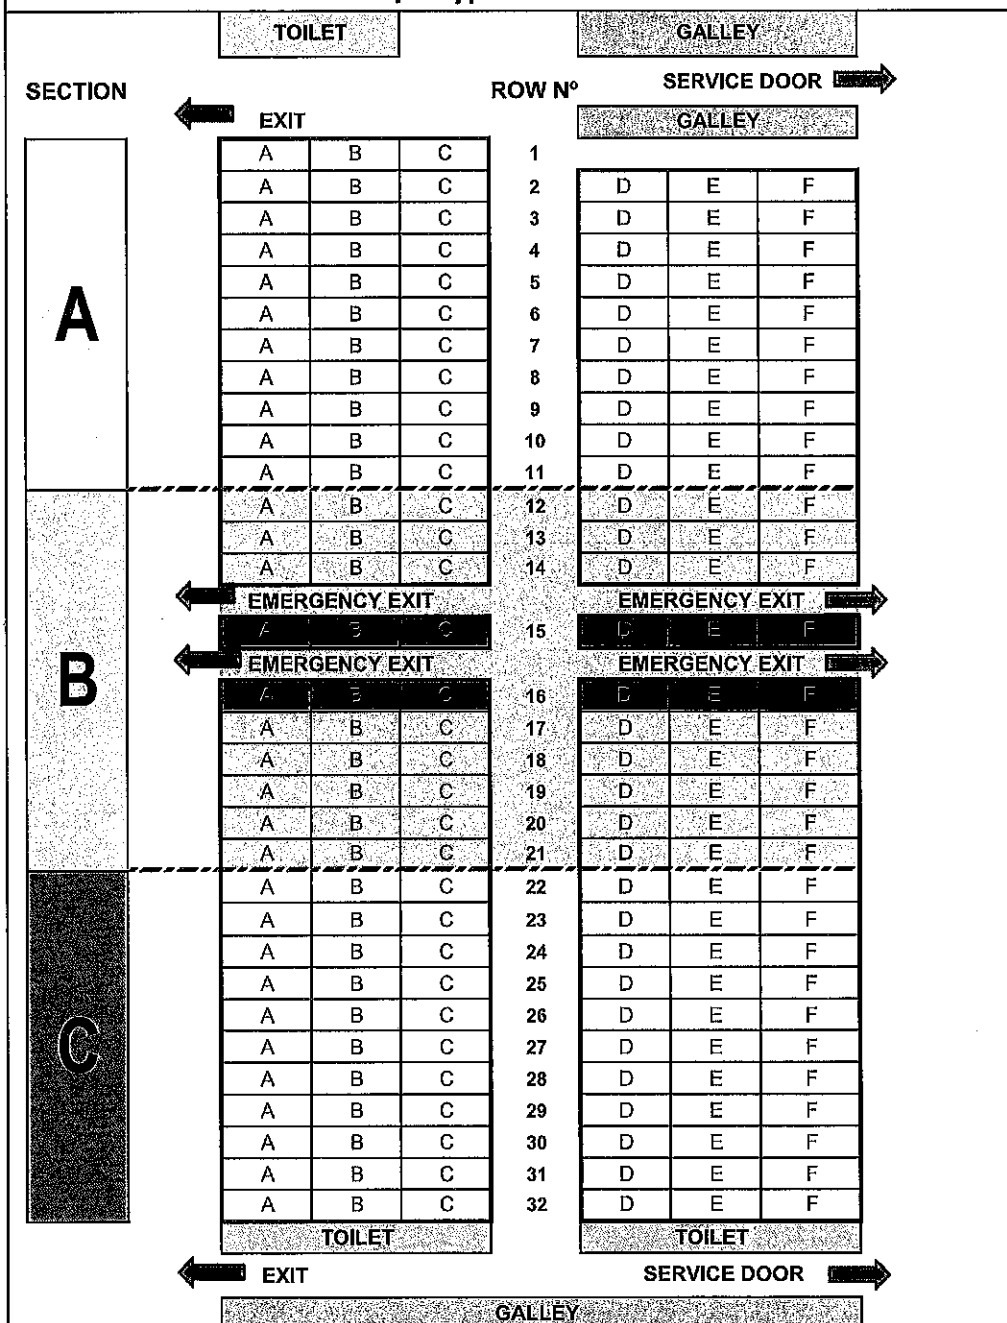 TOILET GALLEY
SERVICE DOOR
SECTION ROW Nº
EXIT GALLEY
A B C 1
A B C 2 D E F
A B C 3 D E F
A B C 4 D E F
A B C 5 D E F
A B C 6 D E F
A
A B C 7 D E F
A B C 8 D E F
A B C 9 D E F
A B C 10 D E F
A B C 11 D E F
A B C 12 D E F
A B C 13 D E F
A B C 14 D E F
EMERGENCY EXIT EMERGENCY EXIT
A B C 15 D E F
EMERGENCY EXIT EMERGENCY EXIT
B
A B C 16 D E F
A B C 17 D E F
A B C 18 D E F
A B C 19 D E F
A B C 20 D E F
A B C 21 D E F
A B C 22 D E F
A B C 23 D E F
A B C 24 D E F
A B C 25 D E F
A B C 26 D E F
C
A B C 27 D E F
A B C 28 D E F
A B C 29 D E F
A B C 30 D E F
A B C 31 D E F
A B C 32 D E F
TOILET TOILET
EXIT SERVICE DOOR
GALLEY